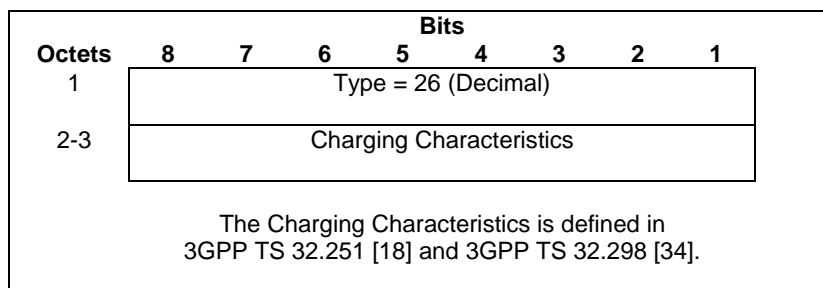 Bits
Octets 8 7 6 5 4 3 2 1
1 Type = 26 (Decimal)
2-3 Charging Characteristics
The Charging Characteristics is defined in
3GPP TS 32.251 [18] and 3GPP TS 32.298 [34].